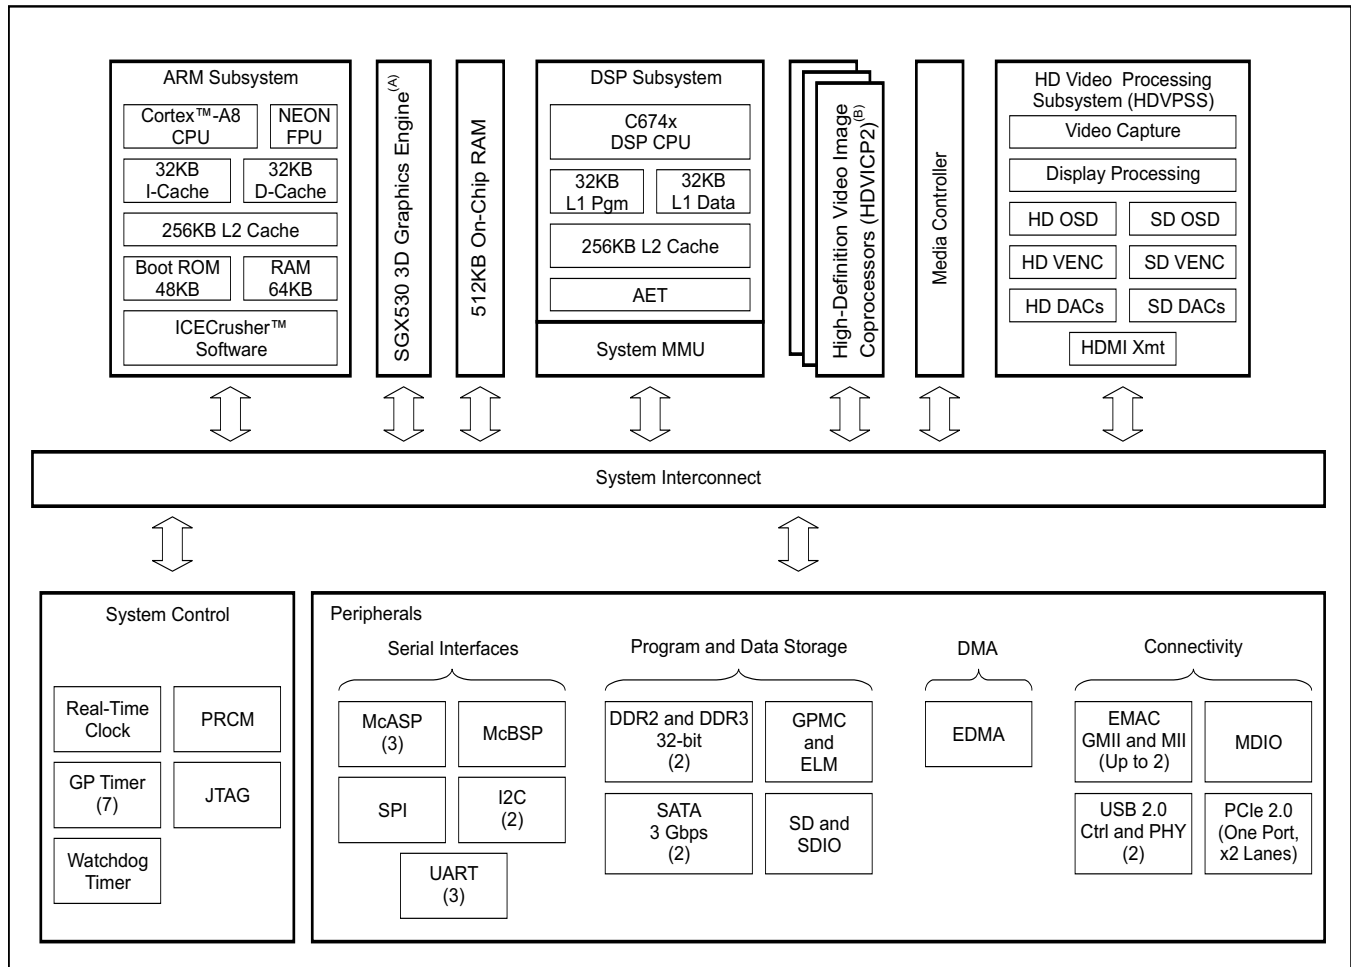 ARM Subsystem
Cortex™-A8
CPU
NEON
FPU
32KB
I-Cache
32KB
D-Cache
256KB L2 Cache
Boot ROM
48KB
RAM
64KB
ICECrusher™
Software
SGX530 3D Graphics Engine(A)
512KB On-Chip RAM
DSP Subsystem
C674x
DSP CPU
32KB
L1 Pgm
32KB
L1 Data
256KB L2 Cache
AET
System MMU
High-Definition Video Image
Coprocessors (HDVICP2)(B)
Media Controller
HD Video Processing
Subsystem (HDVPSS)
Video Capture
Display Processing
HD OSD
SD OSD
HD VENC
SD VENC
HD DACs
SD DACs
HDMI Xmt
System Interconnect
System Control
Real-Time
Clock
PRCM
GP Timer
(7)
JTAG
Watchdog
Timer
Peripherals
Serial Interfaces
McASP
(3)
McBSP
SPI
I2C
(2)
UART
(3)
Program and Data Storage
DDR2 and DDR3
32-bit
(2)
GPMC
and
ELM
SATA
3 Gbps
(2)
SD and
SDIO
DMA
EDMA
Connectivity
EMAC
GMII and MII
(Up to 2)
MDIO
USB 2.0
Ctrl and PHY
(2)
PCIe 2.0
(One Port,
x2 Lanes)